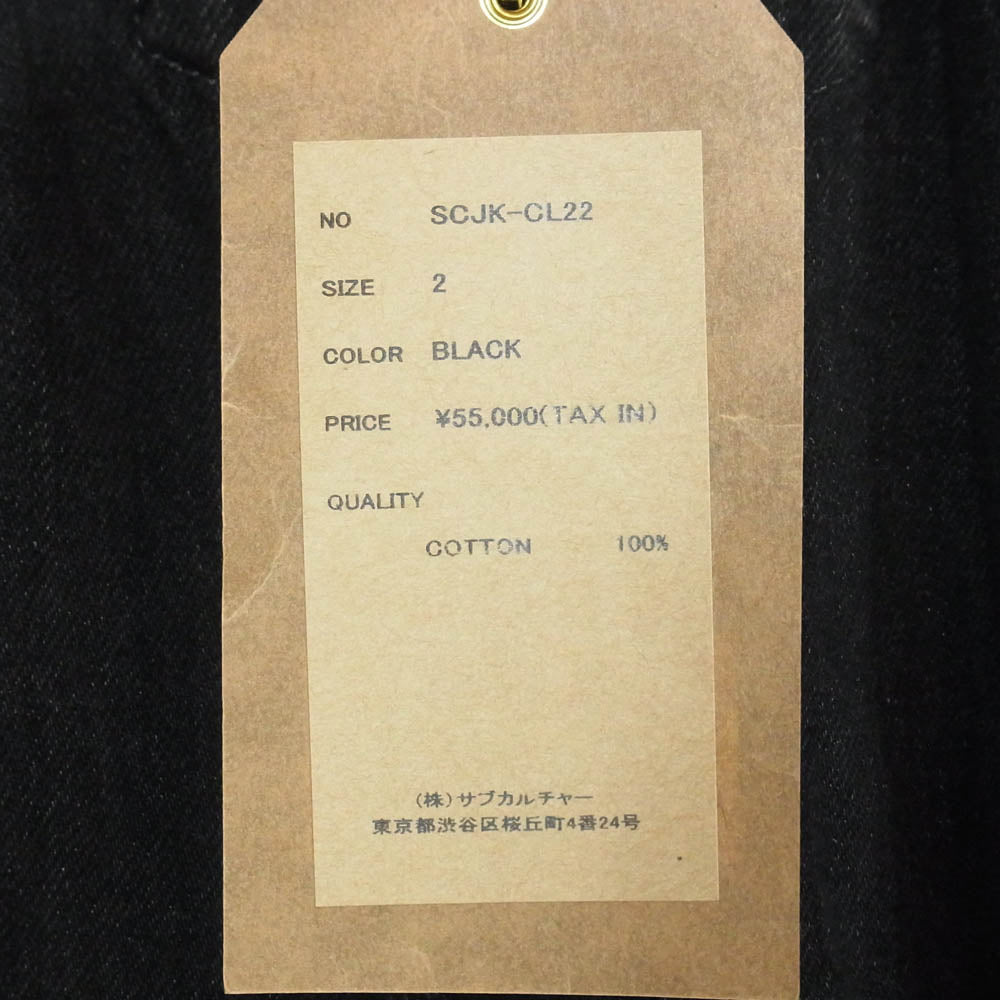 NO SCJK-CL22
SIZE 2
COLOR BLACK
PRICE ¥55,000(TAX IN)
QUALITY
COTTON 100%
(株)サブカルチャー
東京都渋谷区桜丘町4番24号